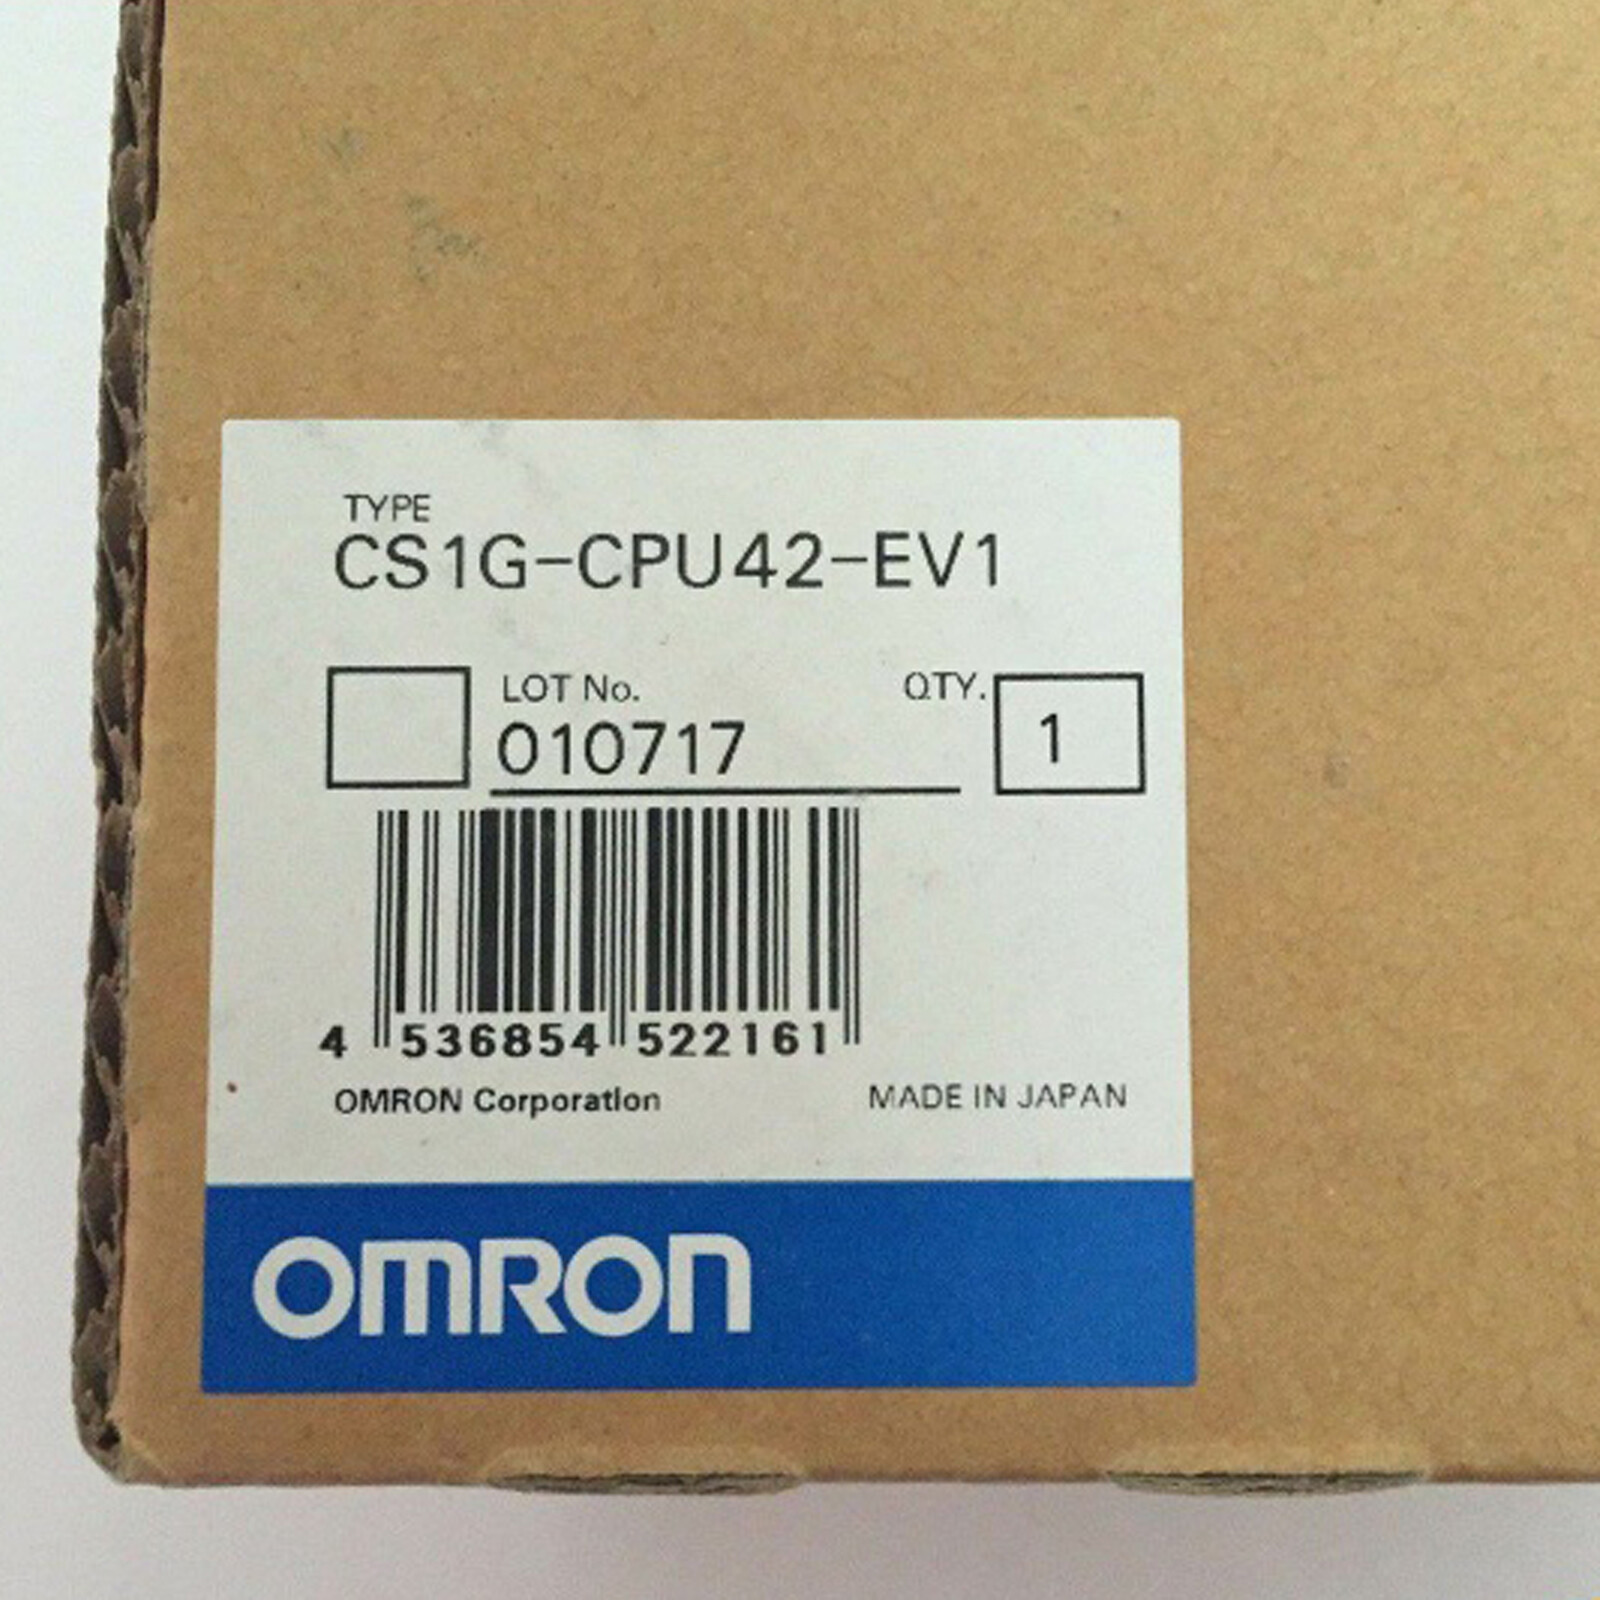 TYPE
CS1G-CPU42-EV1
LOT No. QTY.
010717 1
4 536854 522161
OMRON Corporation MADE IN JAPAN
OMRON